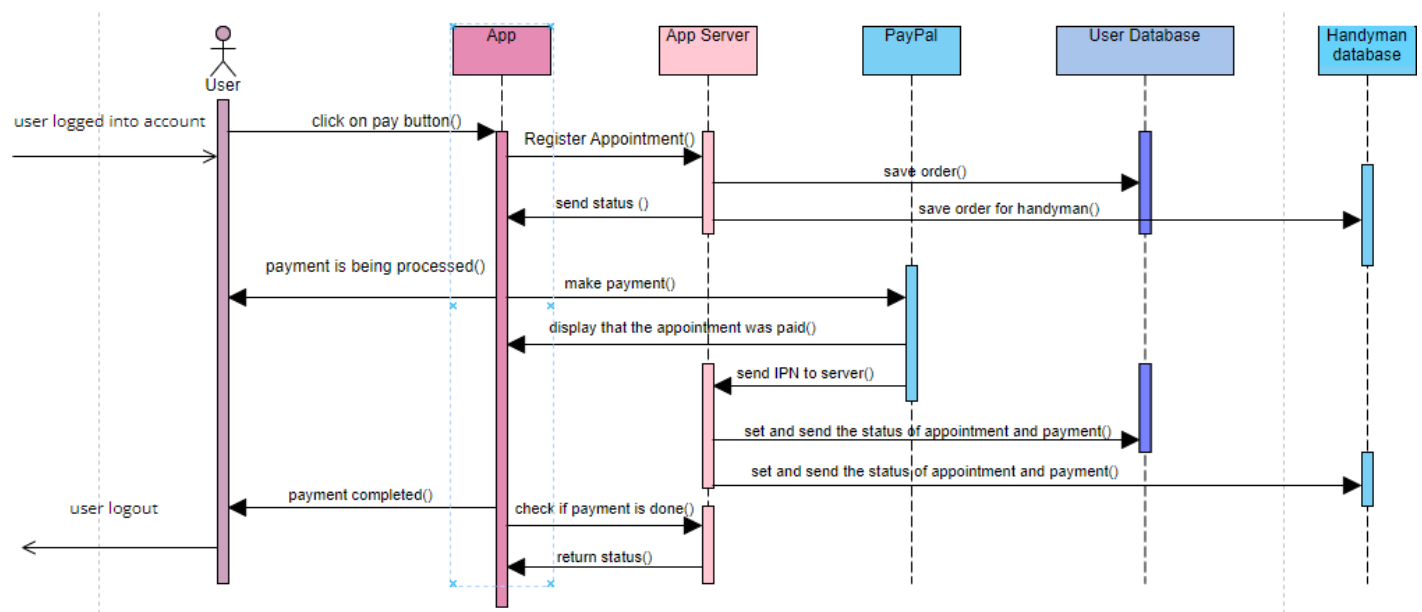 App
App Server
PayPal
User Database
Handyman
database
User
user logged into account
click on pay button()
Register Appointment()
save order()
send status ()
save order for handyman()
payment is being processed()
make payment()
display that the appointment was paid()
send IPN to server()
set and send the status of appointment and payment()
set and send the status of appointment and payment()
payment completed()
user logout
check if payment is done()
return status()